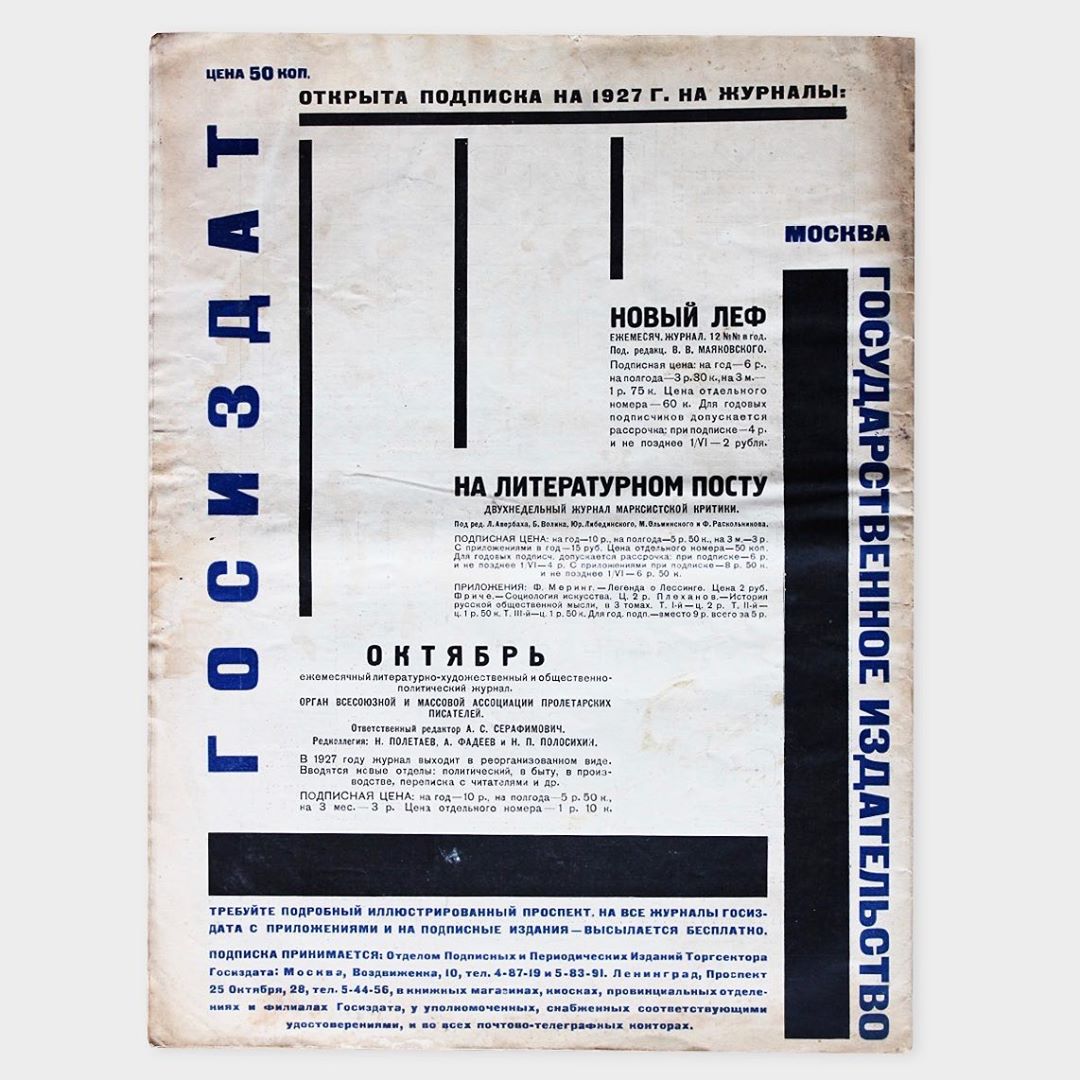 ЦЕНА 50 КОП.
ОТКРЫТА ПОДПИСКА НА 1927 Г. НА ЖУРНАЛЫ:
ГОСИЗДАТ
МОСКВА
ГОСУДАРСТВЕННОЕ ИЗДАТЕЛЬСТВО
НОВЫЙ ЛЕФ
ЕЖЕМЕСЯЧ. ЖУРНАЛ. 12 №№ в год.
Под. редакц. В. В. МАЯКОВСКОГО.
Подписная цена: на год—6 р.,
на полгода—3 р. 30 к., на 3 м.—
1 р. 75 к. Цена отдельного
номера—60 к. Для годовых
подписчиков допускается
рассрочка: при подписке—4 р.
и не позднее 1/VI—2 рубля.
НА ЛИТЕРАТУРНОМ ПОСТУ
ДВУХНЕДЕЛЬНЫЙ ЖУРНАЛ МАРКСИСТСКОЙ КРИТИКИ.
Под ред. Л. Авербаха, Б. Волина, Юр. Либединского, М. Ольминского и Ф. Раскольникова.
ПОДПИСНАЯ ЦЕНА: на год—10 р., на полгода—5 р. 50 к., на 3 м.—3 р.
С приложениями в год—15 руб. Цена отдельного номера—50 коп.
Для годовых подписч. допускается рассрочка: при подписке—6 р.
и не позднее 1/VI—4 р. С приложениями при подписке—8 р. 50 к.
и не позднее 1/VI—6 р. 50 к.
ПРИЛОЖЕНИЯ: Ф. Меринг.—Легенда о Лессинге. Цена 2 руб.
Фриче.—Социология искусства. Ц. 2 р. Плеханов.—История
русской общественной мысли, в 3 томах. Т. I-й—ц. 2 р. Т. II-й—
ц. 1 р. 50 к. Т. III-й—ц. 1 р. 50 к. Для год. подп.—вместо 9 р. всего за 5 р.
ОКТЯБРЬ
ежемесячный литературно-художественный и общественно-
политический журнал.
ОРГАН ВСЕСОЮЗНОЙ И МАССОВОЙ АССОЦИАЦИИ ПРОЛЕТАРСКИХ
ПИСАТЕЛЕЙ.
Ответственный редактор А. С. СЕРАФИМОВИЧ.
Редколлегия: Н. ПОЛЕТАЕВ, А. ФАДЕЕВ и Н. П. ПОЛОСИХИН.
В 1927 году журнал выходит в реорганизованном виде.
Вводятся новые отделы: политический, в быту, в произ-
водстве, переписка с читателями и др.
ПОДПИСНАЯ ЦЕНА: на год—10 р., на полгода—5 р. 50 к.,
на 3 мес.—3 р. Цена отдельного номера—1 р. 10 к.
ТРЕБУЙТЕ ПОДРОБНЫЙ ИЛЛЮСТРИРОВАННЫЙ ПРОСПЕКТ. НА ВСЕ ЖУРНАЛЫ ГОСИЗ-
ДАТА С ПРИЛОЖЕНИЯМИ И НА ПОДПИСНЫЕ ИЗДАНИЯ—ВЫСЫЛАЕТСЯ БЕСПЛАТНО.
ПОДПИСКА ПРИНИМАЕТСЯ: Отделом Подписных и Периодических Изданий Торгсектора
Госиздата: Москва, Воздвиженка, 10, тел. 4-87-19 и 5-83-91. Ленинград, Проспект
25 Октября, 28, тел. 5-44-56, в книжных магазинах, киосках, провинциальных отделе-
ниях и филиалах Госиздата, у уполномоченных, снабженных соответствующими
удостоверениями, и во всех почтово-телеграфных конторах.